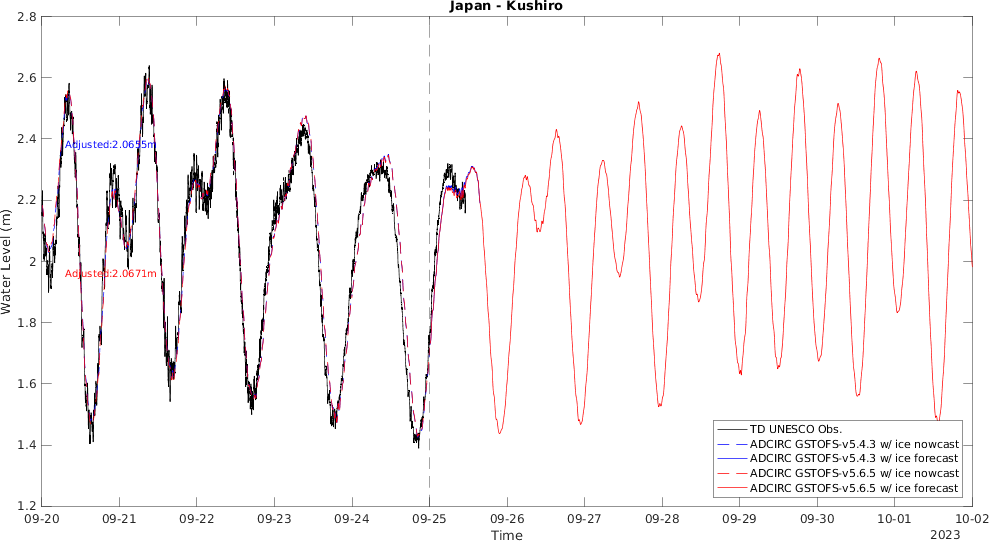 Japan - Kushiro
2.8
2.6
2.4
2.2
2
1.8
1.6
1.4
1.2
Water Level (m)
Adjusted:2.0655m
Adjusted:2.0671m
TD UNESCO Obs.
ADCIRC GSTOFS-v5.4.3 w/ ice nowcast
ADCIRC GSTOFS-v5.4.3 w/ ice forecast
ADCIRC GSTOFS-v5.6.5 w/ ice nowcast
ADCIRC GSTOFS-v5.6.5 w/ ice forecast
09-20 09-21 09-22 09-23 09-24 09-25 09-26 09-27 09-28 09-29 09-30 10-01 10-02
Time
2023